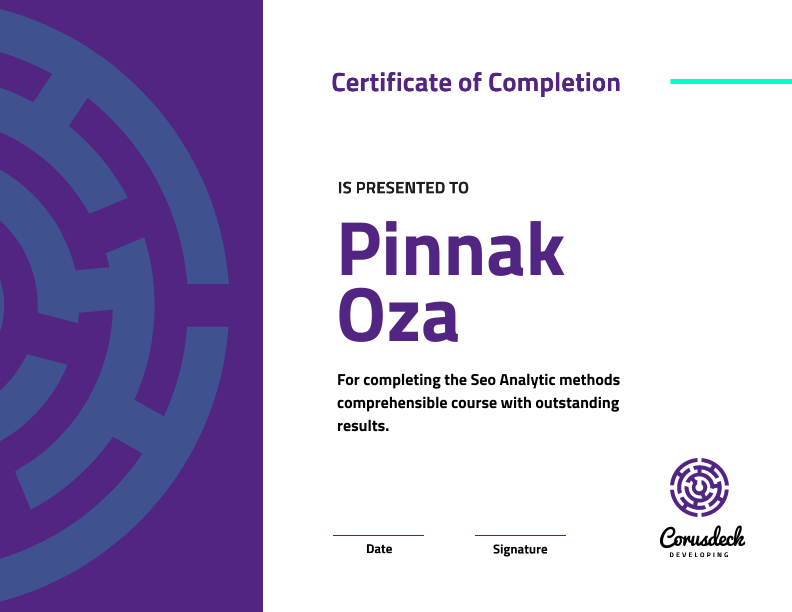 Certificate of Completion
IS PRESENTED TO
Pinnak
Oza
For completing the Seo Analytic methods
comprehensible course with outstanding
results.
Date
Signature
Corusdeck
DEVELOPING